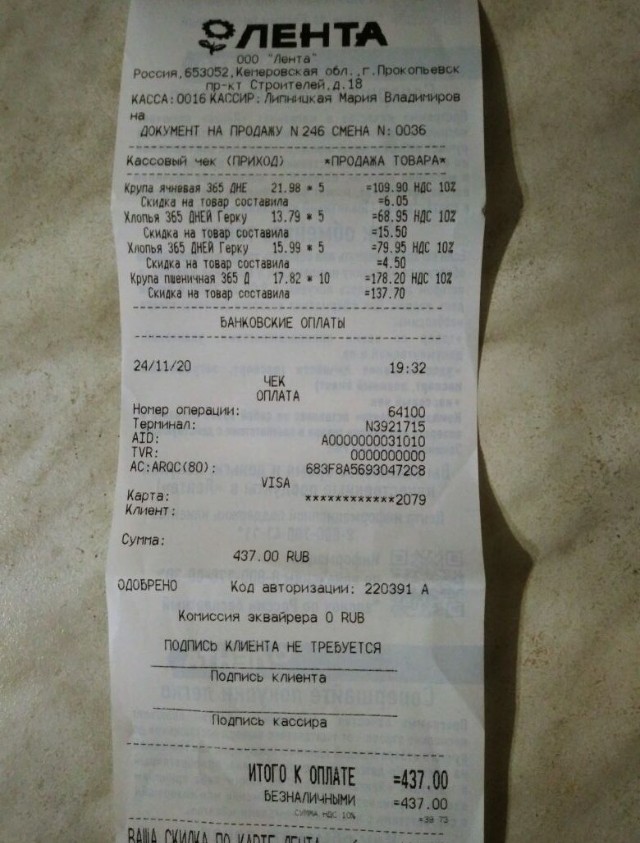 ЛЕНТА
ООО "Лента"
Россия,653052,Кемеровская обл.,г.Прокопьевск
пр-кт Строителей,д.18
КАССА:0016 КАССИР:Липницкая Мария Владимиров
на
ДОКУМЕНТ НА ПРОДАЖУ N 246 СМЕНА N:0036
Кассовый чек (ПРИХОД) *ПРОДАЖА ТОВАРА*
Крупа ячневая 365 ДНЕ 21.98 * 5 =109.90 НДС 10%
Скидка на товар составила =6.05
Хлопья 365 ДНЕЙ Герку 13.79 * 5 =68.95 НДС 10%
Скидка на товар составила =15.50
Хлопья 365 ДНЕЙ Герку 15.99 * 5 =79.95 НДС 10%
Скидка на товар составила =4.50
Крупа пшеничная 365 Д 17.82 * 10 =178.20 НДС 10%
Скидка на товар составила =137.70
БАНКОВСКИЕ ОПЛАТЫ
24/11/20 19:32
ЧЕК
ОПЛАТА
Номер операции: 64100
Терминал: N3921715
AID: A0000000031010
TVR: 0000000000
AC:ARQC(80): 683F8A56930472C8
VISA
Карта: ************2079
Клиент:
Сумма:
437.00 RUB
ОДОБРЕНО Код авторизации: 220391 A
Комиссия эквайрера 0 RUB
ПОДПИСЬ КЛИЕНТА НЕ ТРЕБУЕТСЯ
Подпись клиента
Подпись кассира
ИТОГО К ОПЛАТЕ =437.00
БЕЗНАЛИЧНЫМИ =437.00
СУММА НДС 10% =39 73
ВАША СКИДКА ПО КАРТЕ ЛЕНТА